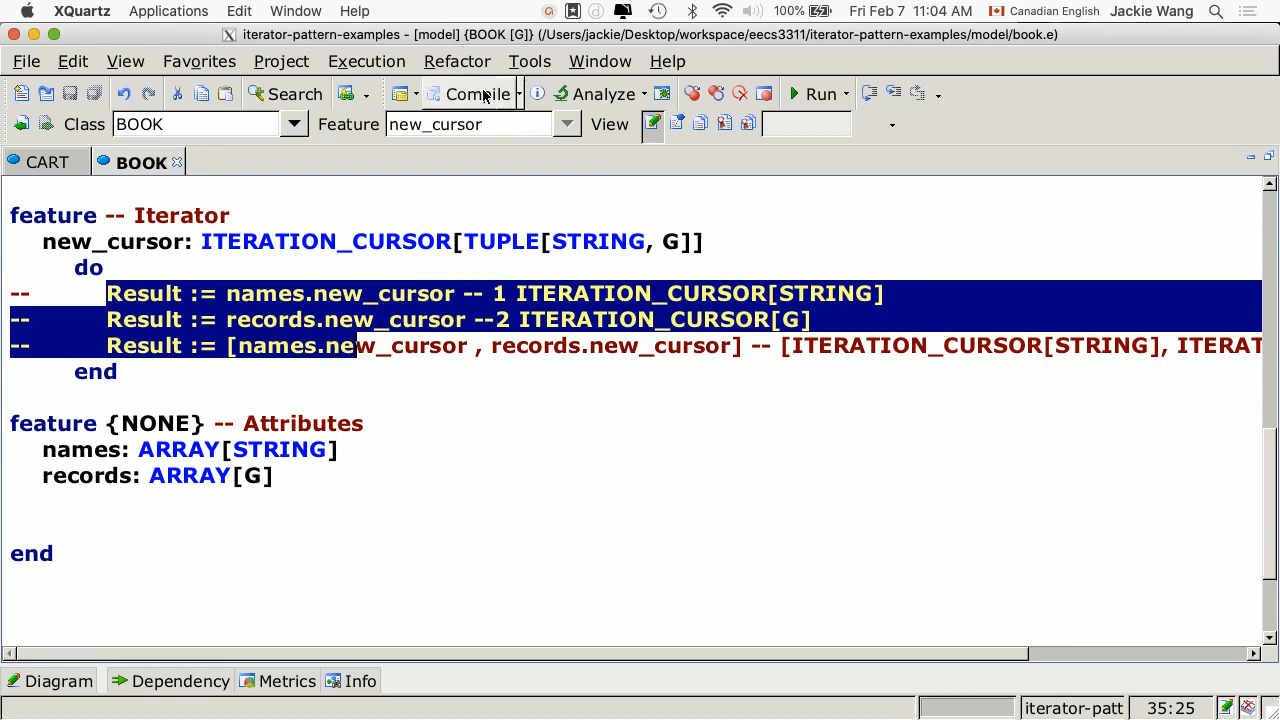 XQuartz Applications Edit Window Help 100% Fri Feb 7 11:04 AM Canadian English Jackie Wang
iterator-pattern-examples - [model] {BOOK [G]} (/Users/jackie/Desktop/workspace/eecs3311/iterator-pattern-examples/model/book.e)
File Edit View Favorites Project Execution Refactor Tools Window Help
Search Compile Analyze Run
Class BOOK Feature new_cursor View
CART BOOK
feature -- Iterator
new_cursor: ITERATION_CURSOR[TUPLE[STRING, G]]
do
-- Result := names.new_cursor -- 1 ITERATION_CURSOR[STRING]
-- Result := records.new_cursor --2 ITERATION_CURSOR[G]
-- Result := [names.new_cursor , records.new_cursor] -- [ITERATION_CURSOR[STRING], ITERAT
end
feature {NONE} -- Attributes
names: ARRAY[STRING]
records: ARRAY[G]
end
Diagram Dependency Metrics Info
iterator-patt 35:25